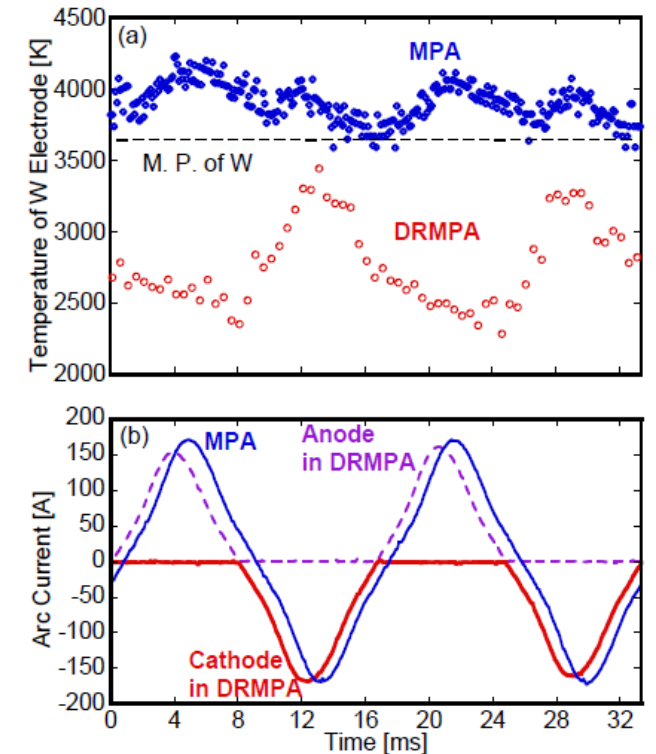 (a)
MPA
M. P. of W
DRMPA
Temperature of W Electrode [K]
4500
4000
3500
3000
2500
2000
(b)
MPA
Anode
in DRMPA
Cathode
in DRMPA
Arc Current [A]
200
150
100
50
0
-50
-100
-150
-200
0 4 8 12 16 20 24 28 32
Time [ms]